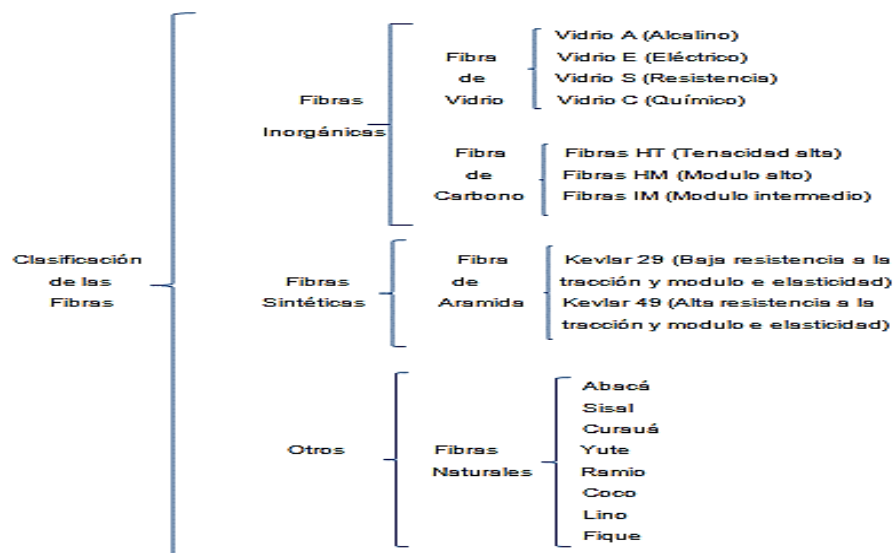 Clasificación
de las
Fibras
Fibras
Inorgánicas
Fibra
de
Vidrio
Vidrio A (Alcalino)
Vidrio E (Eléctrico)
Vidrio S (Resistencia)
Vidrio C (Químico)
Fibra
de
Carbono
Fibras HT (Tenacidad alta)
Fibras HM (Modulo alto)
Fibras IM (Modulo intermedio)
Fibras
Sintéticas
Fibra
de
Aramida
Kevlar 29 (Baja resistencia a la
tracción y modulo e elasticidad)
Kevlar 49 (Alta resistencia a la
tracción y modulo e elasticidad)
Otros
Fibras
Naturales
Abacá
Sisal
Curauá
Yute
Ramio
Coco
Lino
Fique